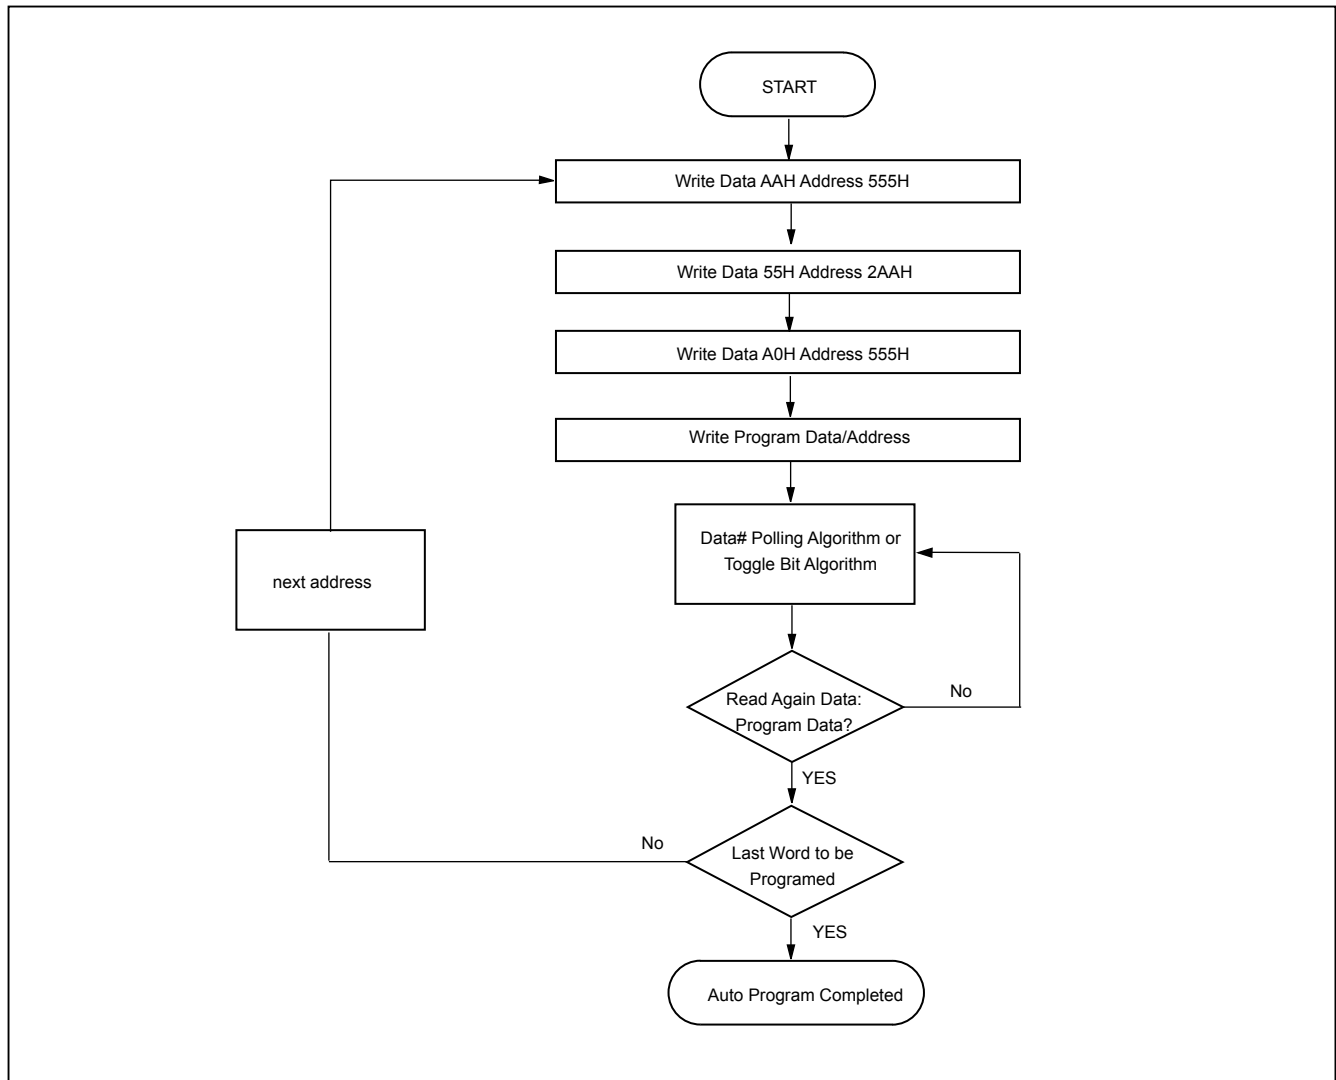 START
Write Data AAH Address 555H
Write Data 55H Address 2AAH
Write Data A0H Address 555H
Write Program Data/Address
Data# Polling Algorithm or
Toggle Bit Algorithm
next address
Read Again Data:
Program Data?
No
YES
No
Last Word to be
Programed
YES
Auto Program Completed